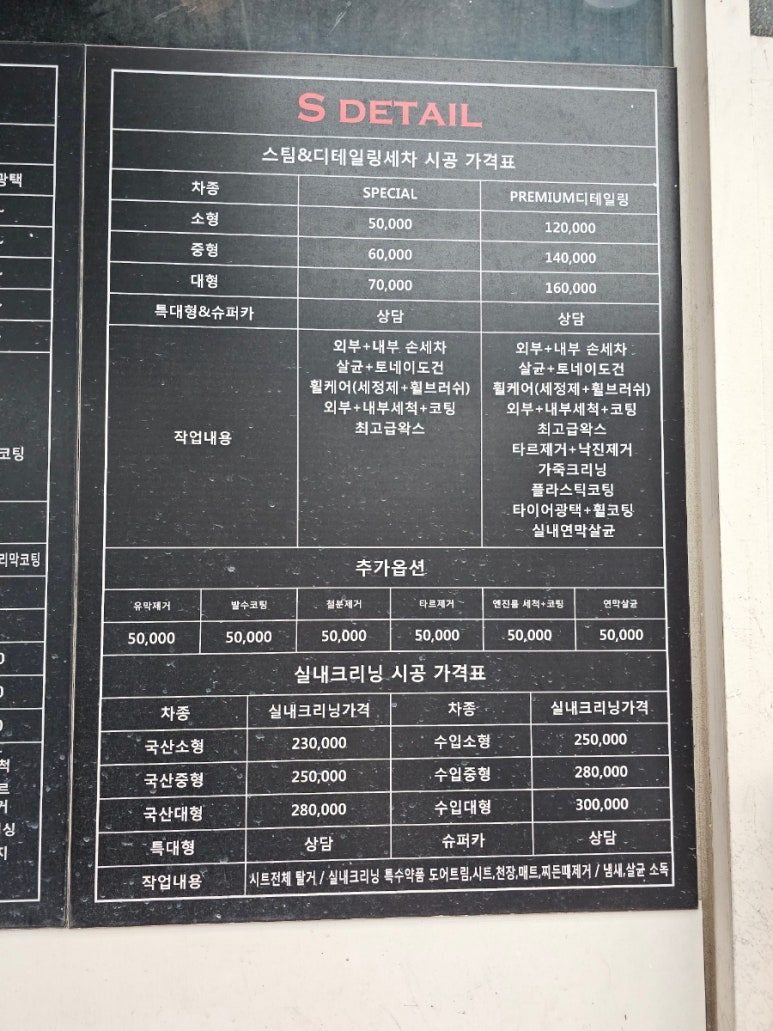 S DETAIL
스팀&디테일링세차 시공 가격표
차종 SPECIAL PREMIUM디테일링
소형 50,000 120,000
중형 60,000 140,000
대형 70,000 160,000
특대형&슈퍼카 상담 상담
작업내용
외부+내부 손세차
살균+토네이도건
휠케어(세정제+휠브러쉬)
외부+내부세척+코팅
최고급왁스
외부+내부 손세차
살균+토네이도건
휠케어(세정제+휠브러쉬)
외부+내부세척+코팅
최고급왁스
타르제거+낙진제거
가죽크리닝
플라스틱코팅
타이어광택+휠코팅
실내연막살균
추가옵션
유막제거 발수코팅 철분제거 타르제거 엔진룸 세척+코팅 연막살균
50,000 50,000 50,000 50,000 50,000 50,000
실내크리닝 시공 가격표
차종 실내크리닝가격 차종 실내크리닝가격
국산소형 230,000 수입소형 250,000
국산중형 250,000 수입중형 280,000
국산대형 280,000 수입대형 300,000
특대형 상담 슈퍼카 상담
작업내용 시트전체 탈거 / 실내크리닝 특수약품 도어트림,시트,천장,매트,찌든때제거 / 냄새,살균 소독
광택
코팅
리막코팅